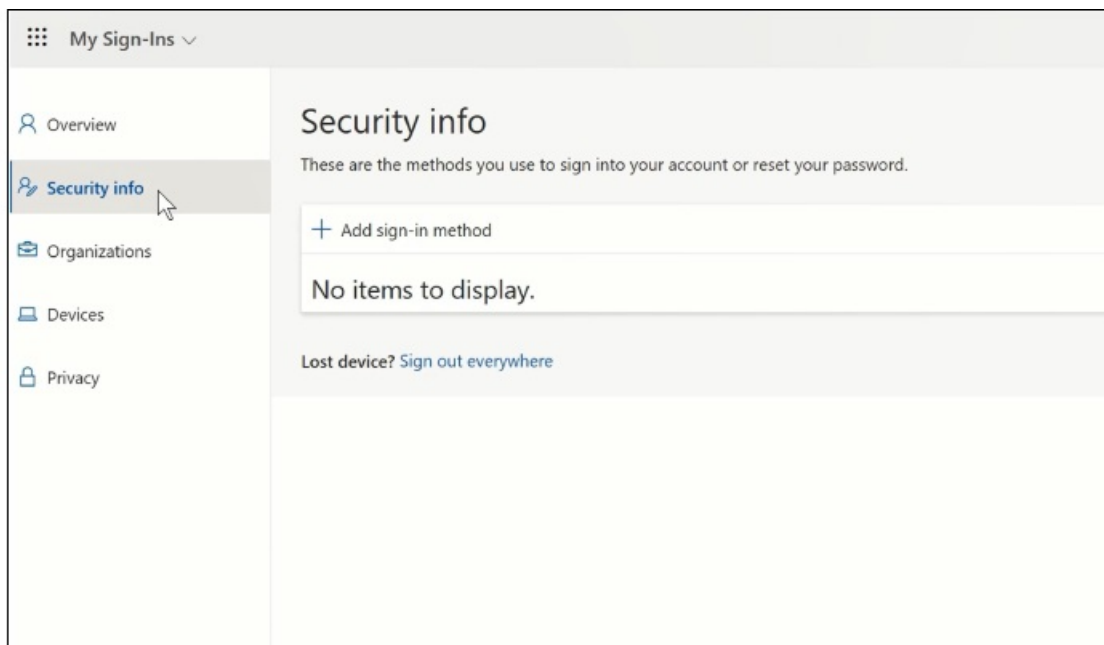 My Sign-Ins
Overview
Security info
Organizations
Devices
Privacy
Security info
These are the methods you use to sign into your account or reset your password.
Add sign-in method
No items to display.
Lost device? Sign out everywhere